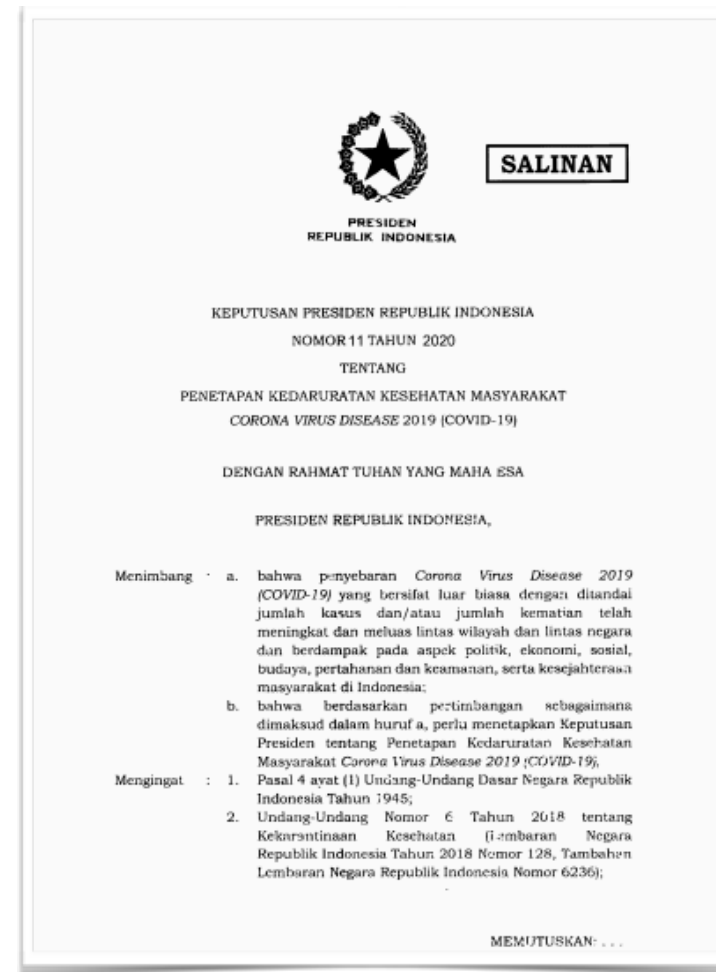 SALINAN
PRESIDEN
REPUBLIK INDONESIA
KEPUTUSAN PRESIDEN REPUBLIK INDONESIA
NOMOR 11 TAHUN 2020
TENTANG
PENETAPAN KEDARURATAN KESEHATAN MASYARAKAT
CORONA VIRUS DISEASE 2019 (COVID-19)
DENGAN RAHMAT TUHAN YANG MAHA ESA
PRESIDEN REPUBLIK INDONESIA,
Menimbang : a. bahwa penyebaran Corona Virus Disease 2019
(COVID-19) yang bersifat luar biasa dengan ditandai
jumlah kasus dan/atau jumlah kematian telah
meningkat dan meluas lintas wilayah dan lintas negara
dan berdampak pada aspek politik, ekonomi, sosial,
budaya, pertahanan dan keamanan, serta kesejahteraan
masyarakat di Indonesia;
b. bahwa berdasarkan pertimbangan sebagaimana
dimaksud dalam huruf a, perlu menetapkan Keputusan
Presiden tentang Penetapan Kedaruratan Kesehatan
Masyarakat Corona Virus Disease 2019 (COVID-19);
Mengingat : 1. Pasal 4 ayat (1) Undang-Undang Dasar Negara Republik
Indonesia Tahun 1945;
2. Undang-Undang Nomor 6 Tahun 2018 tentang
Kekarantinaan Kesehatan (Lembaran Negara
Republik Indonesia Tahun 2018 Nomor 128, Tambahan
Lembaran Negara Republik Indonesia Nomor 6236);
MEMUTUSKAN: . . .